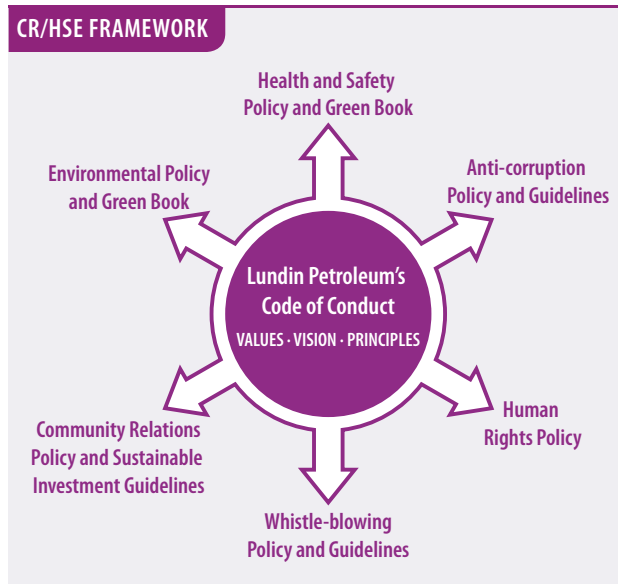 CR/HSE FRAMEWORK
Health and Safety
Policy and Green Book
Environmental Policy
and Green Book
Anti-corruption
Policy and Guidelines
Lundin Petroleum's
Code of Conduct
VALUES · VISION · PRINCIPLES
Community Relations
Policy and Sustainable
Investment Guidelines
Human
Rights Policy
Whistle-blowing
Policy and Guidelines